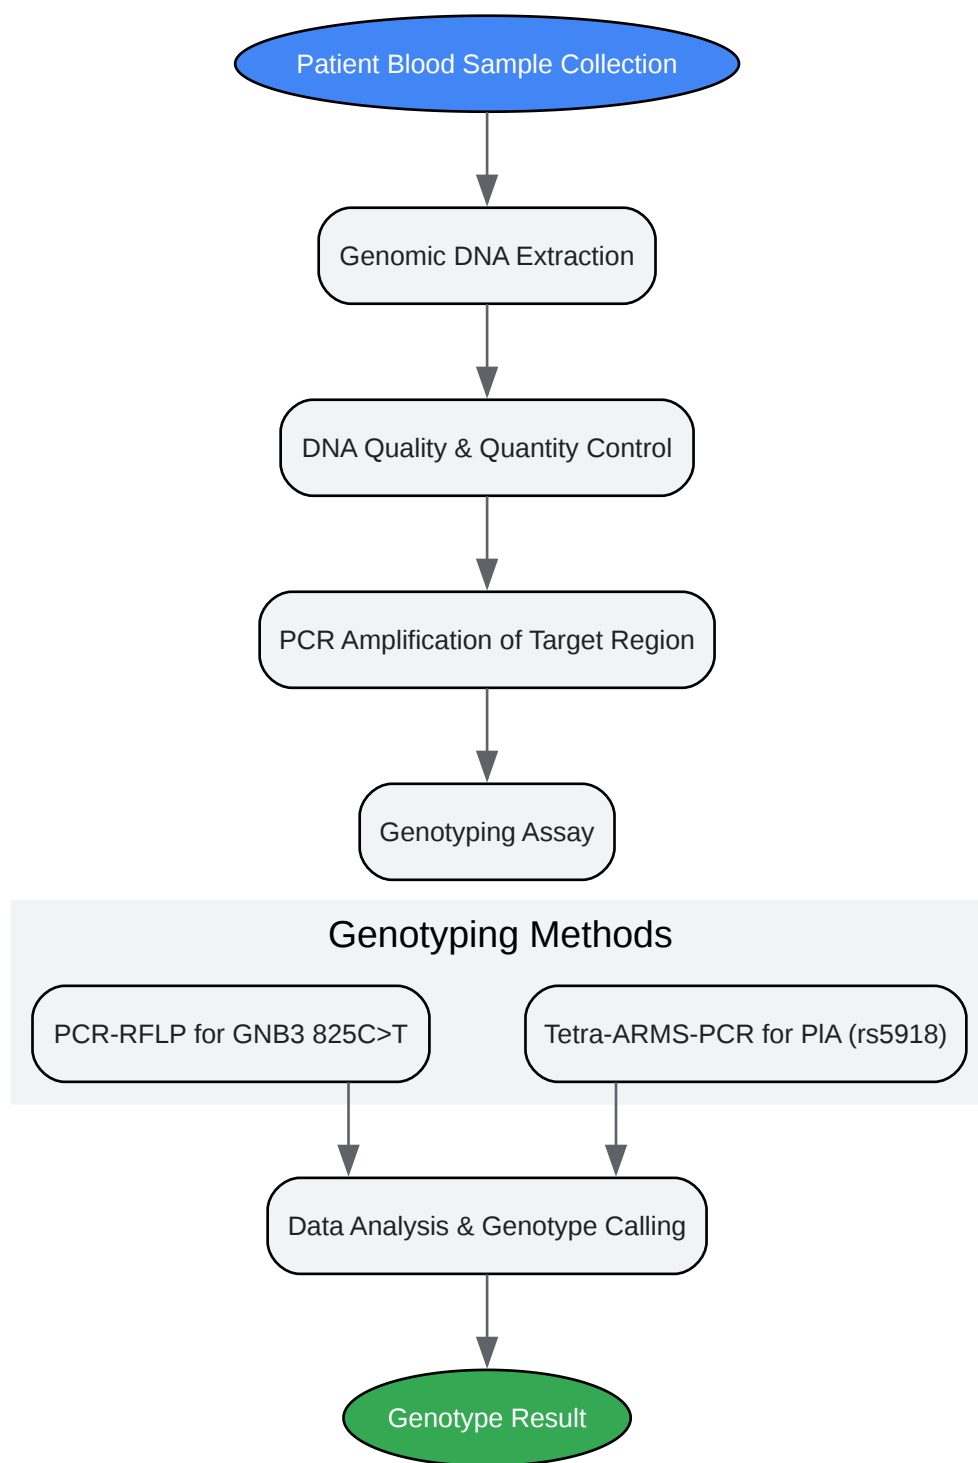 Patient Blood Sample Collection
Genomic DNA Extraction
DNA Quality & Quantity Control
PCR Amplification of Target Region
Genotyping Assay
Genotyping Methods
PCR-RFLP for GNB3 825C>T
Tetra-ARMS-PCR for PlA (rs5918)
Data Analysis & Genotype Calling
Genotype Result